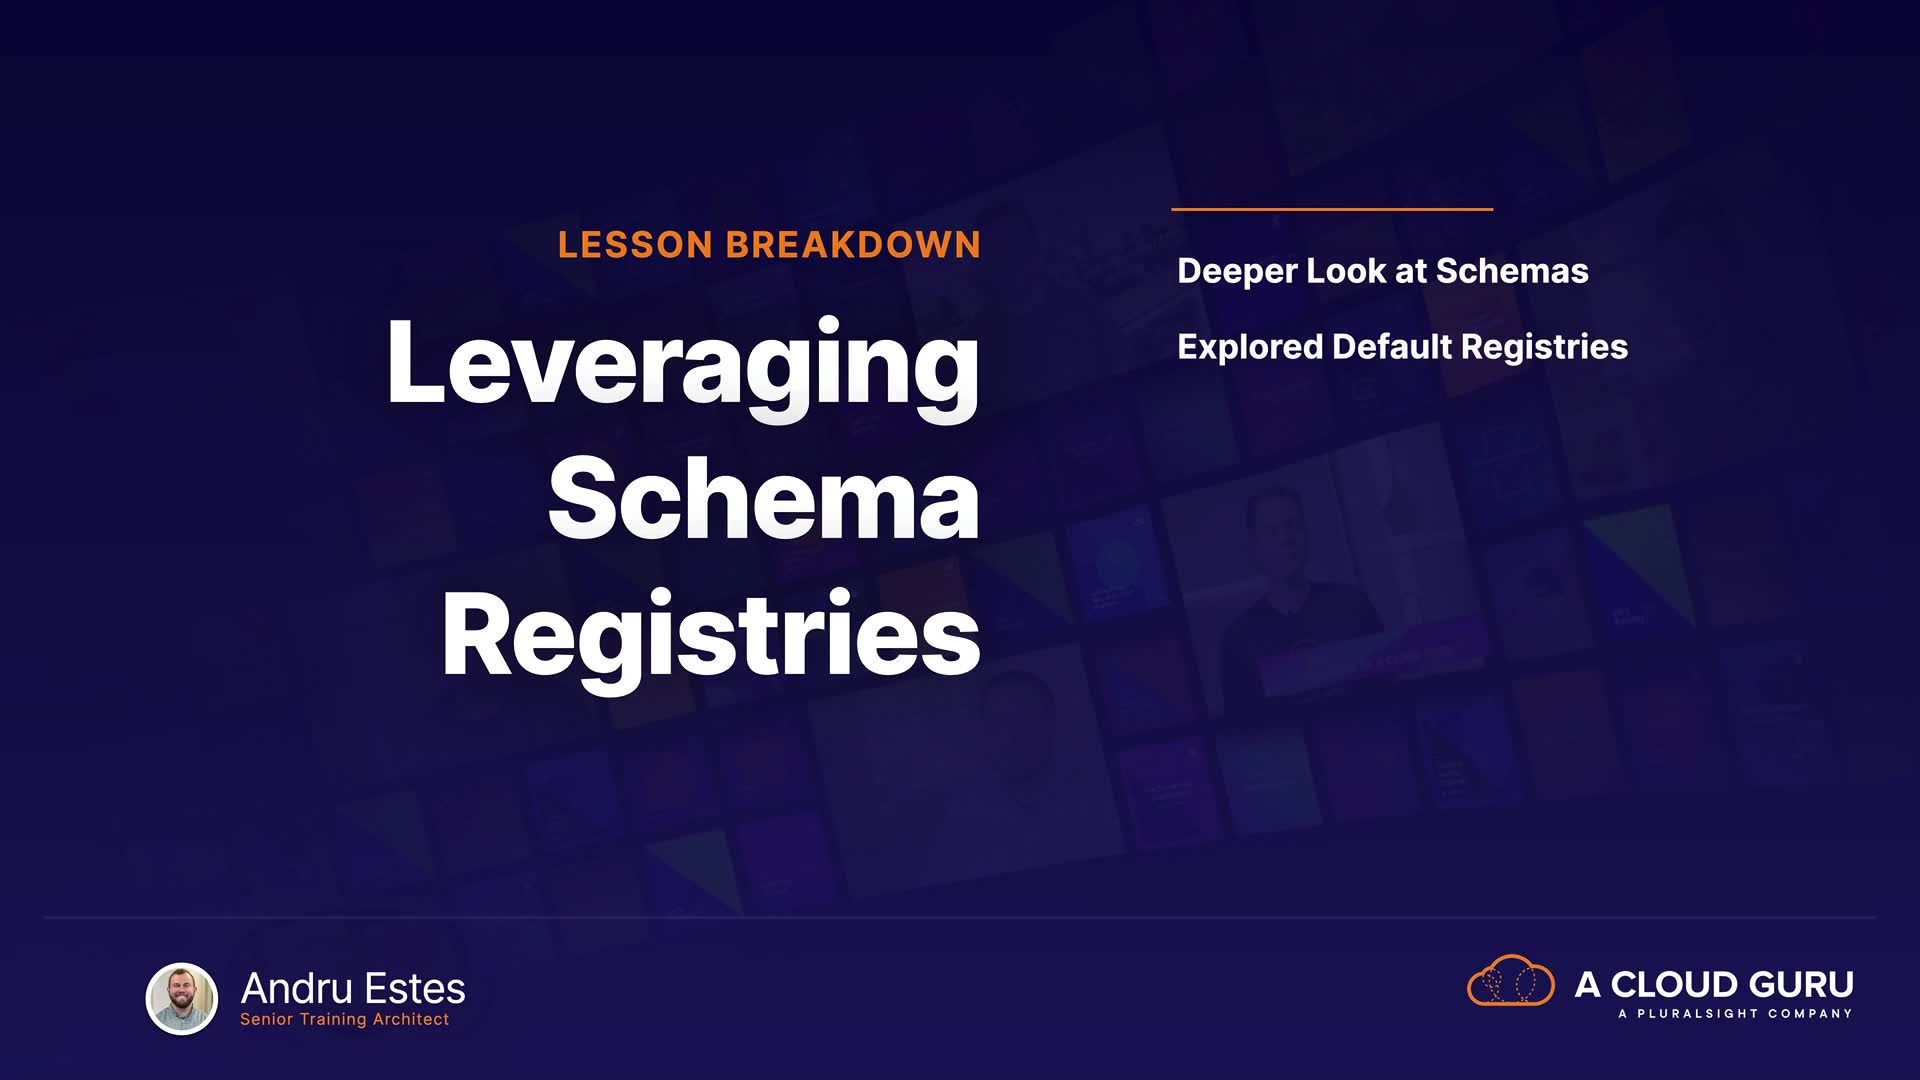 LESSON BREAKDOWN
Leveraging
Schema
Registries
Deeper Look at Schemas
Explored Default Registries
Andru Estes
Senior Training Architect
A CLOUD GURU
A PLURALSIGHT COMPANY